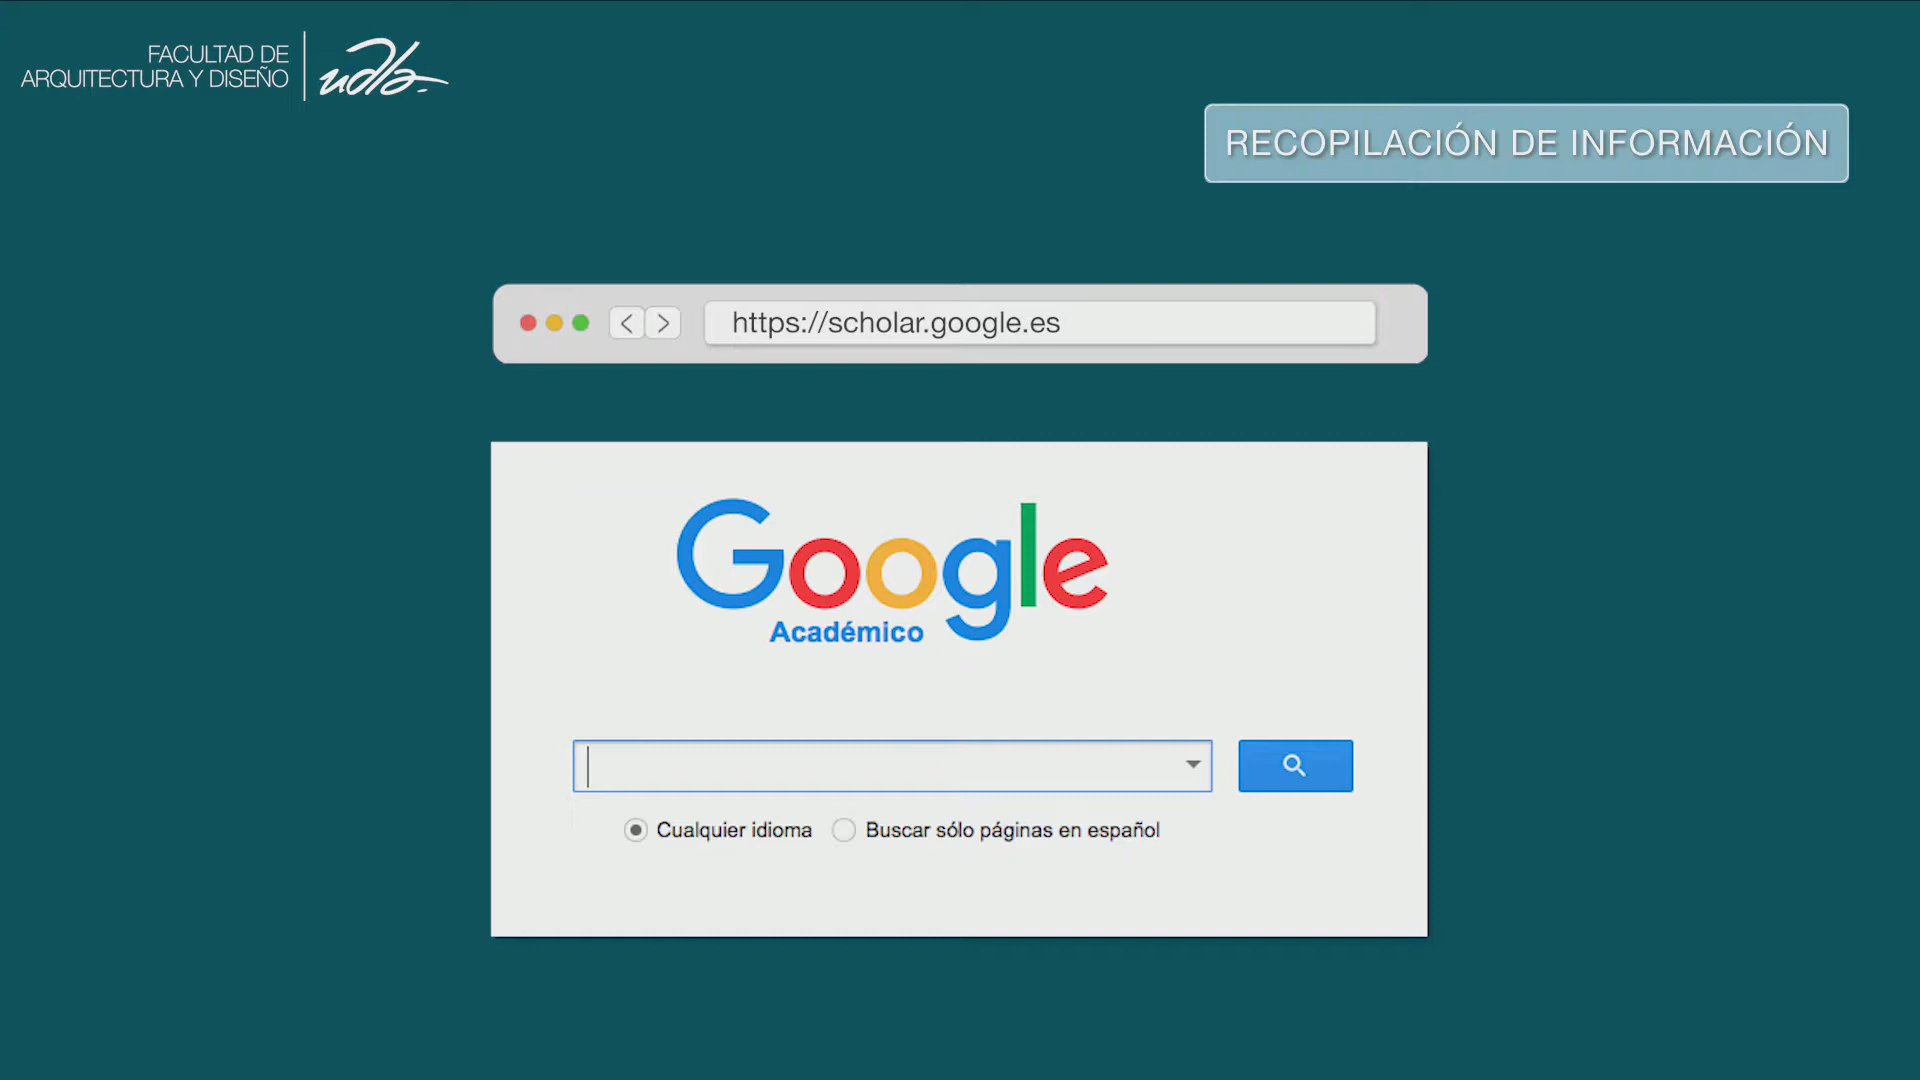 FACULTAD DE
ARQUITECTURA Y DISEÑO
udla.
RECOPILACIÓN DE INFORMACIÓN
https://scholar.google.es
Google
Académico
Cualquier idioma
Buscar sólo páginas en español